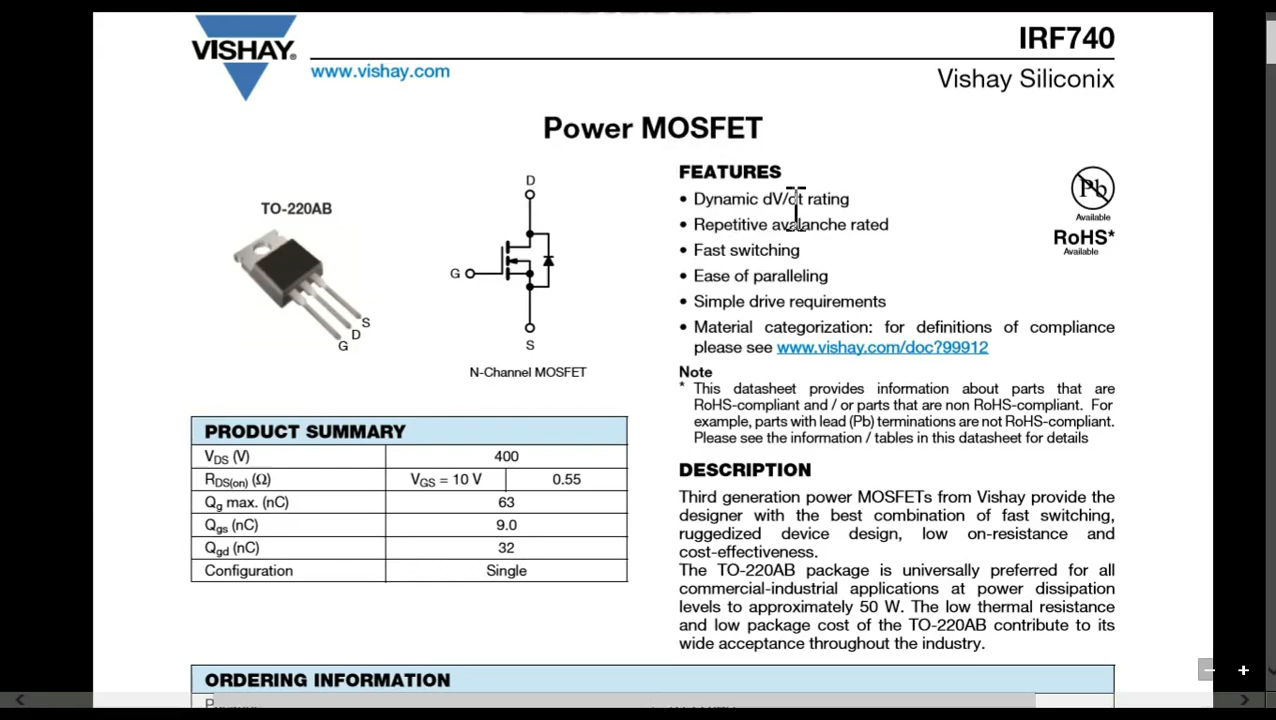 VISHAY®
www.vishay.com
IRF740
Vishay Siliconix
Power MOSFET
TO-220AB
S
D
G
D
G
S
N-Channel MOSFET
FEATURES
• Dynamic dV/dt rating
• Repetitive avalanche rated
• Fast switching
• Ease of paralleling
• Simple drive requirements
• Material categorization: for definitions of compliance
please see www.vishay.com/doc?99912
Pb
Available
RoHS*
Available
Note
* This datasheet provides information about parts that are
RoHS-compliant and / or parts that are non RoHS-compliant. For
example, parts with lead (Pb) terminations are not RoHS-compliant.
Please see the information / tables in this datasheet for details
PRODUCT SUMMARY
VDS (V) 400
RDS(on) (Ω) VGS = 10 V 0.55
Qg max. (nC) 63
Qgs (nC) 9.0
Qgd (nC) 32
Configuration Single
DESCRIPTION
Third generation power MOSFETs from Vishay provide the
designer with the best combination of fast switching,
ruggedized device design, low on-resistance and
cost-effectiveness.
The TO-220AB package is universally preferred for all
commercial-industrial applications at power dissipation
levels to approximately 50 W. The low thermal resistance
and low package cost of the TO-220AB contribute to its
wide acceptance throughout the industry.
ORDERING INFORMATION